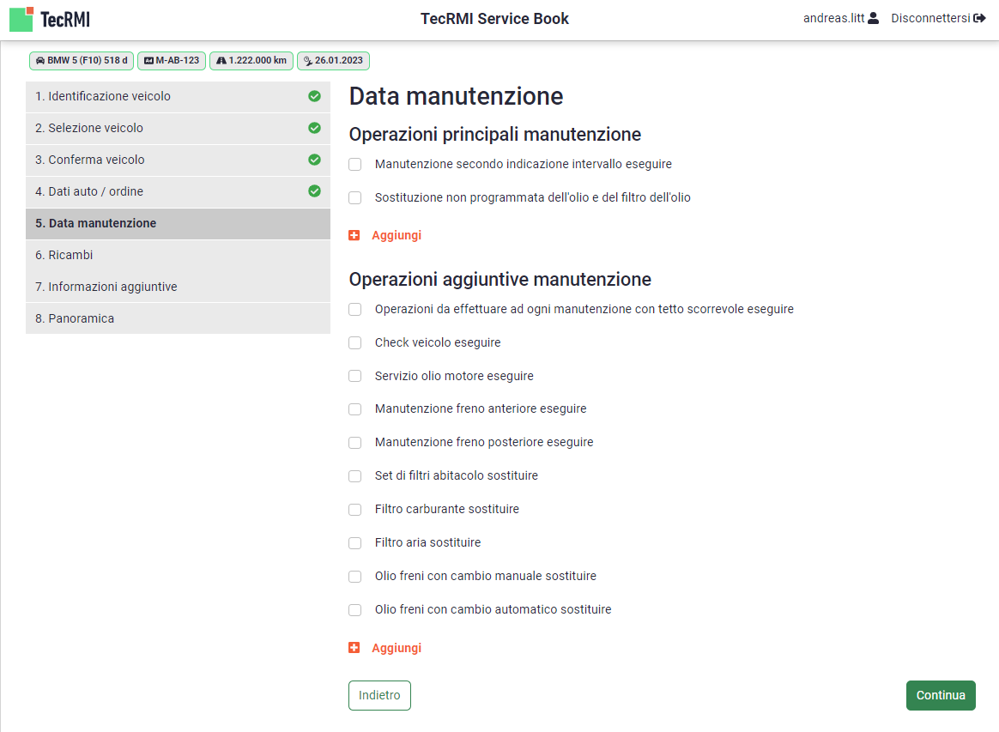 TecRMI
TecRMI Service Book
andreas.litt
Disconnettersi
BMW 5 (F10) 518 d
M-AB-123
1.222.000 km
26.01.2023
1. Identificazione veicolo
2. Selezione veicolo
3. Conferma veicolo
4. Dati auto / ordine
5. Data manutenzione
6. Ricambi
7. Informazioni aggiuntive
8. Panoramica
Data manutenzione
Operazioni principali manutenzione
Manutenzione secondo indicazione intervallo eseguire
Sostituzione non programmata dell'olio e del filtro dell'olio
Aggiungi
Operazioni aggiuntive manutenzione
Operazioni da effettuare ad ogni manutenzione con tetto scorrevole eseguire
Check veicolo eseguire
Servizio olio motore eseguire
Manutenzione freno anteriore eseguire
Manutenzione freno posteriore eseguire
Set di filtri abitacolo sostituire
Filtro carburante sostituire
Filtro aria sostituire
Olio freni con cambio manuale sostituire
Olio freni con cambio automatico sostituire
Aggiungi
Indietro
Continua